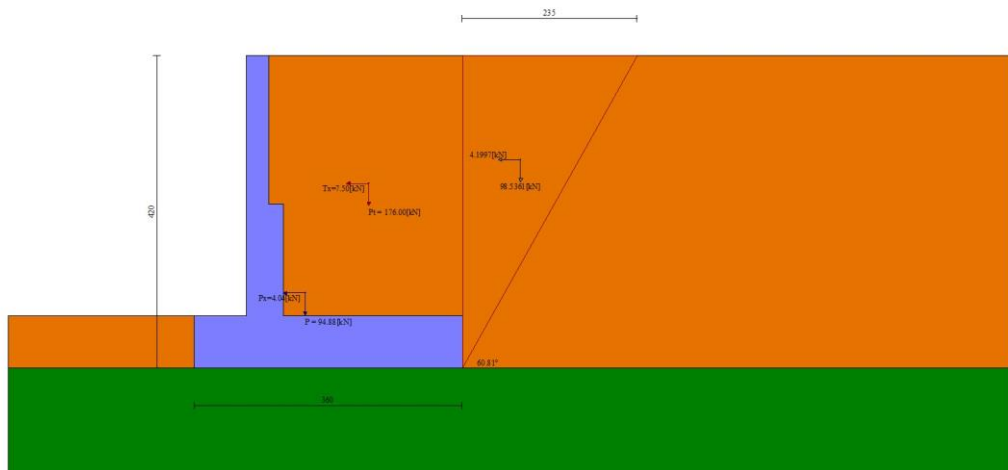 235
4.1997[kN]
98.5361[kN]
Tx=7.50[kN]
Pt = 176.00[kN]
420
Px=4.04[kN]
P = 94.88[kN]
60.81°
360